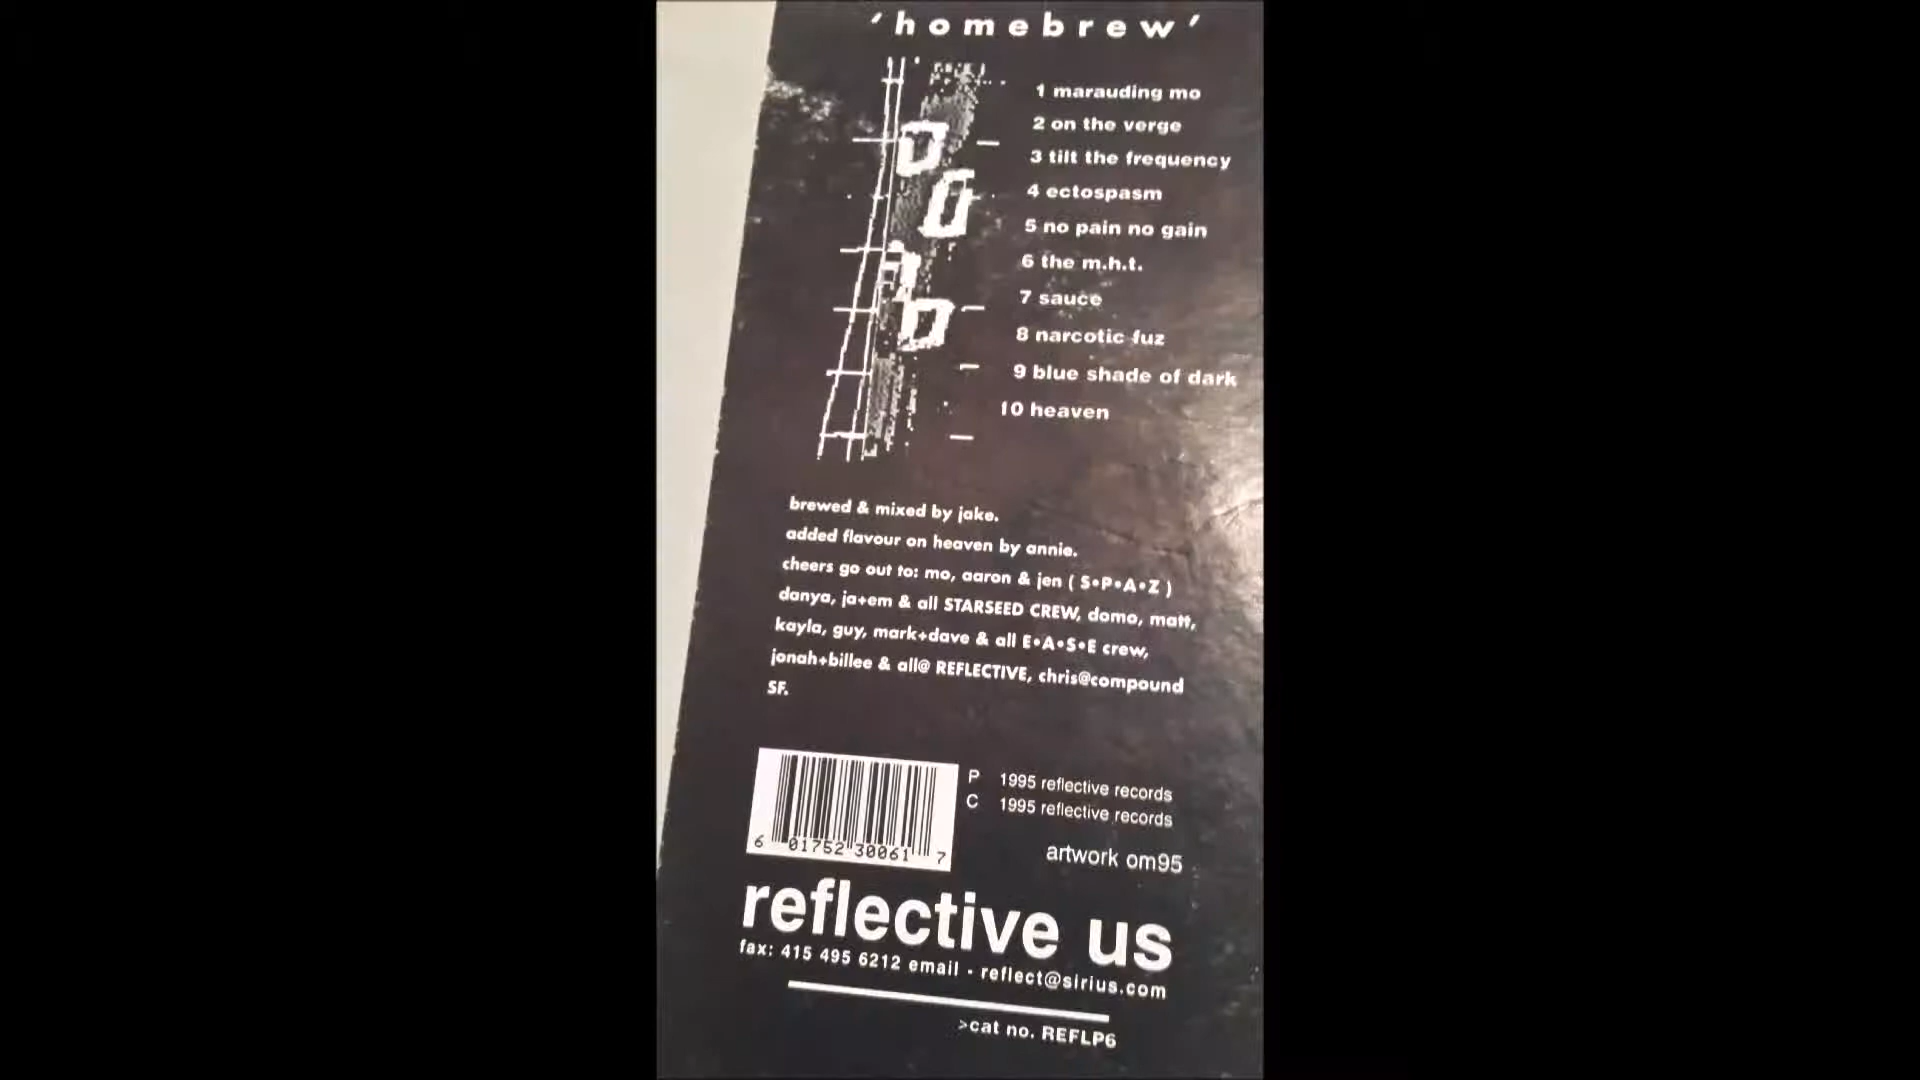 'homebrew'
1 marauding mo
2 on the verge
3 tilt the frequency
4 ectospasm
5 no pain no gain
6 the m.h.t.
7 sauce
8 narcotic fuz
9 blue shade of dark
10 heaven
brewed & mixed by jake.
added flavour on heaven by annie.
cheers go out to: mo, aaron & jen ( S•P•A•Z )
danya, ja+em & all STARSEED CREW, domo, matt,
kayla, guy, mark+dave & all E•A•S•E crew,
jonah+billee & all@ REFLECTIVE, chris@compound
SF.
P 1995 reflective records
C 1995 reflective records
6 01752 30061 7
artwork om95
reflective us
fax: 415 495 6212 email - reflect@sirius.com
>cat no. REFLP6